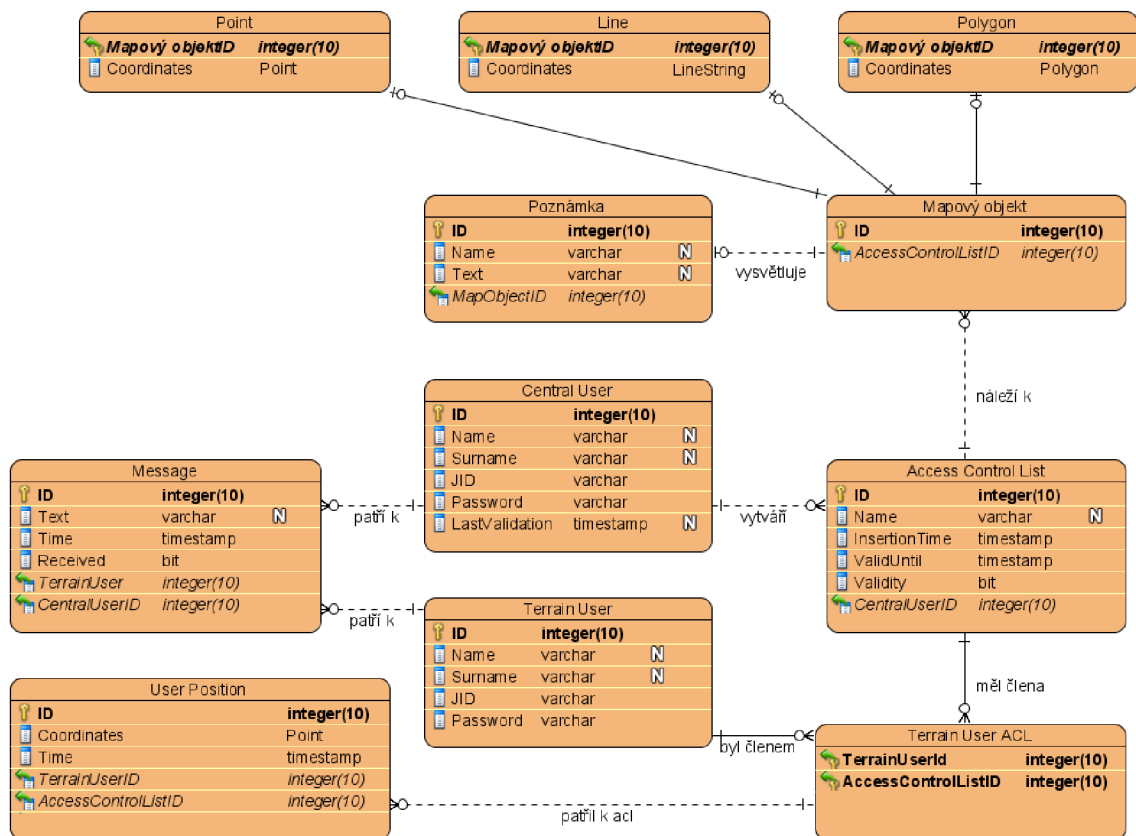 Point
Mapový objektID integer(10)
Coordinates Point
Line
Mapový objektID integer(10)
Coordinates LineString
Polygon
Mapový objektID integer(10)
Coordinates Polygon
Poznámka
ID integer(10)
Name varchar N
Text varchar N
MapObjectID integer(10)
vysvětluje
Mapový objekt
ID integer(10)
AccessControlListID integer(10)
náleží k
Central User
ID integer(10)
Name varchar N
Surname varchar N
JID varchar
Password varchar
LastValidation timestamp N
Message
ID integer(10)
Text varchar N
Time timestamp
Received bit
TerrainUser integer(10)
CentralUserID integer(10)
patří k
vytváří
Access Control List
ID integer(10)
Name varchar N
InsertionTime timestamp
ValidUntil timestamp
Validity bit
CentralUserID integer(10)
patří k
Terrain User
ID integer(10)
Name varchar N
Surname varchar N
JID varchar
Password varchar
měl člena
User Position
ID integer(10)
Coordinates Point
Time timestamp
TerrainUserID integer(10)
AccessControlListID integer(10)
byl členem
Terrain User ACL
TerrainUserId integer(10)
AccessControlListID integer(10)
patřil k acl